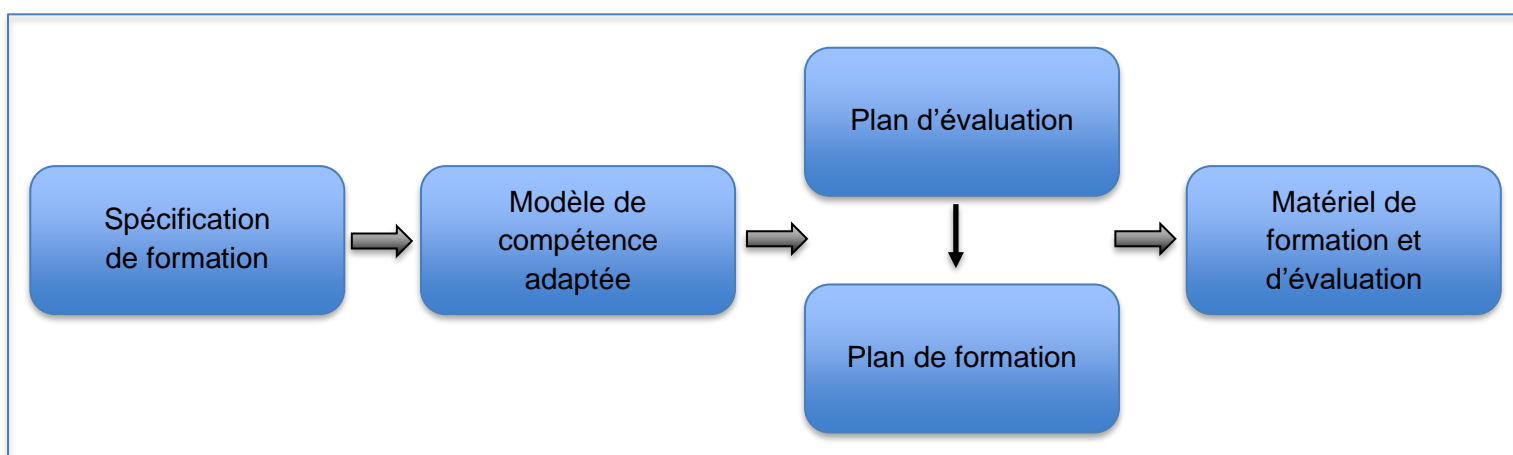 Spécification
de formation
Modèle de
compétence
adaptée
Plan d’évaluation
Plan de formation
Matériel de
formation et
d’évaluation